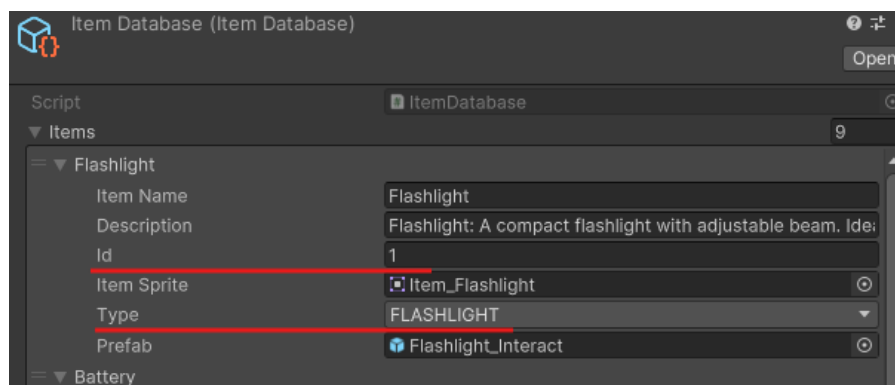 Item Database (Item Database)
Open
Script ItemDatabase
Items 9
Flashlight
Item Name Flashlight
Description Flashlight: A compact flashlight with adjustable beam.
Id 1
Item Sprite Item_Flashlight
Type FLASHLIGHT
Prefab Flashlight_Interact
Battery